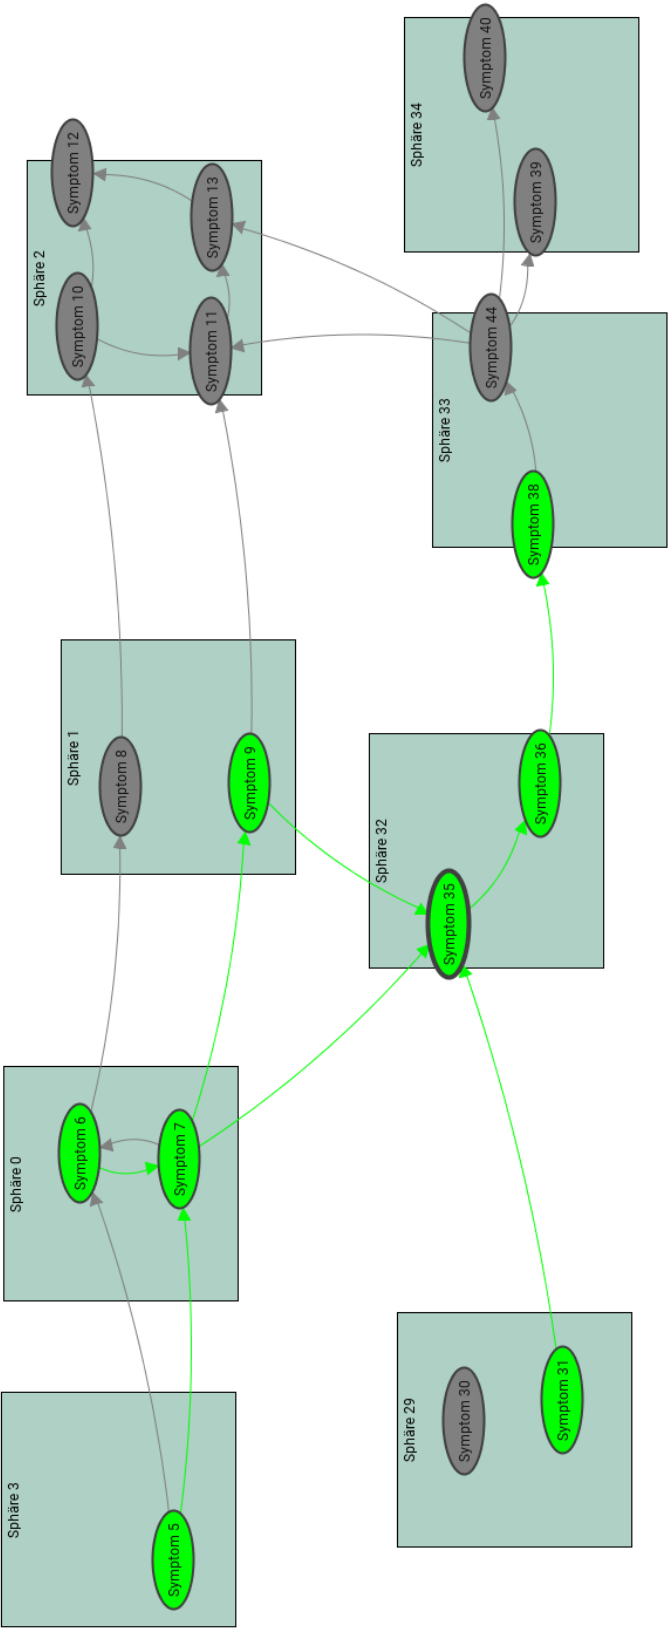 Sphäre 3
Symptom 5
Sphäre 0
Symptom 6
Symptom 7
Sphäre 1
Symptom 8
Symptom 9
Sphäre 2
Symptom 10
Symptom 12
Symptom 11
Symptom 13
Sphäre 29
Symptom 30
Symptom 31
Sphäre 32
Symptom 35
Symptom 36
Sphäre 33
Symptom 44
Symptom 38
Sphäre 34
Symptom 40
Symptom 39